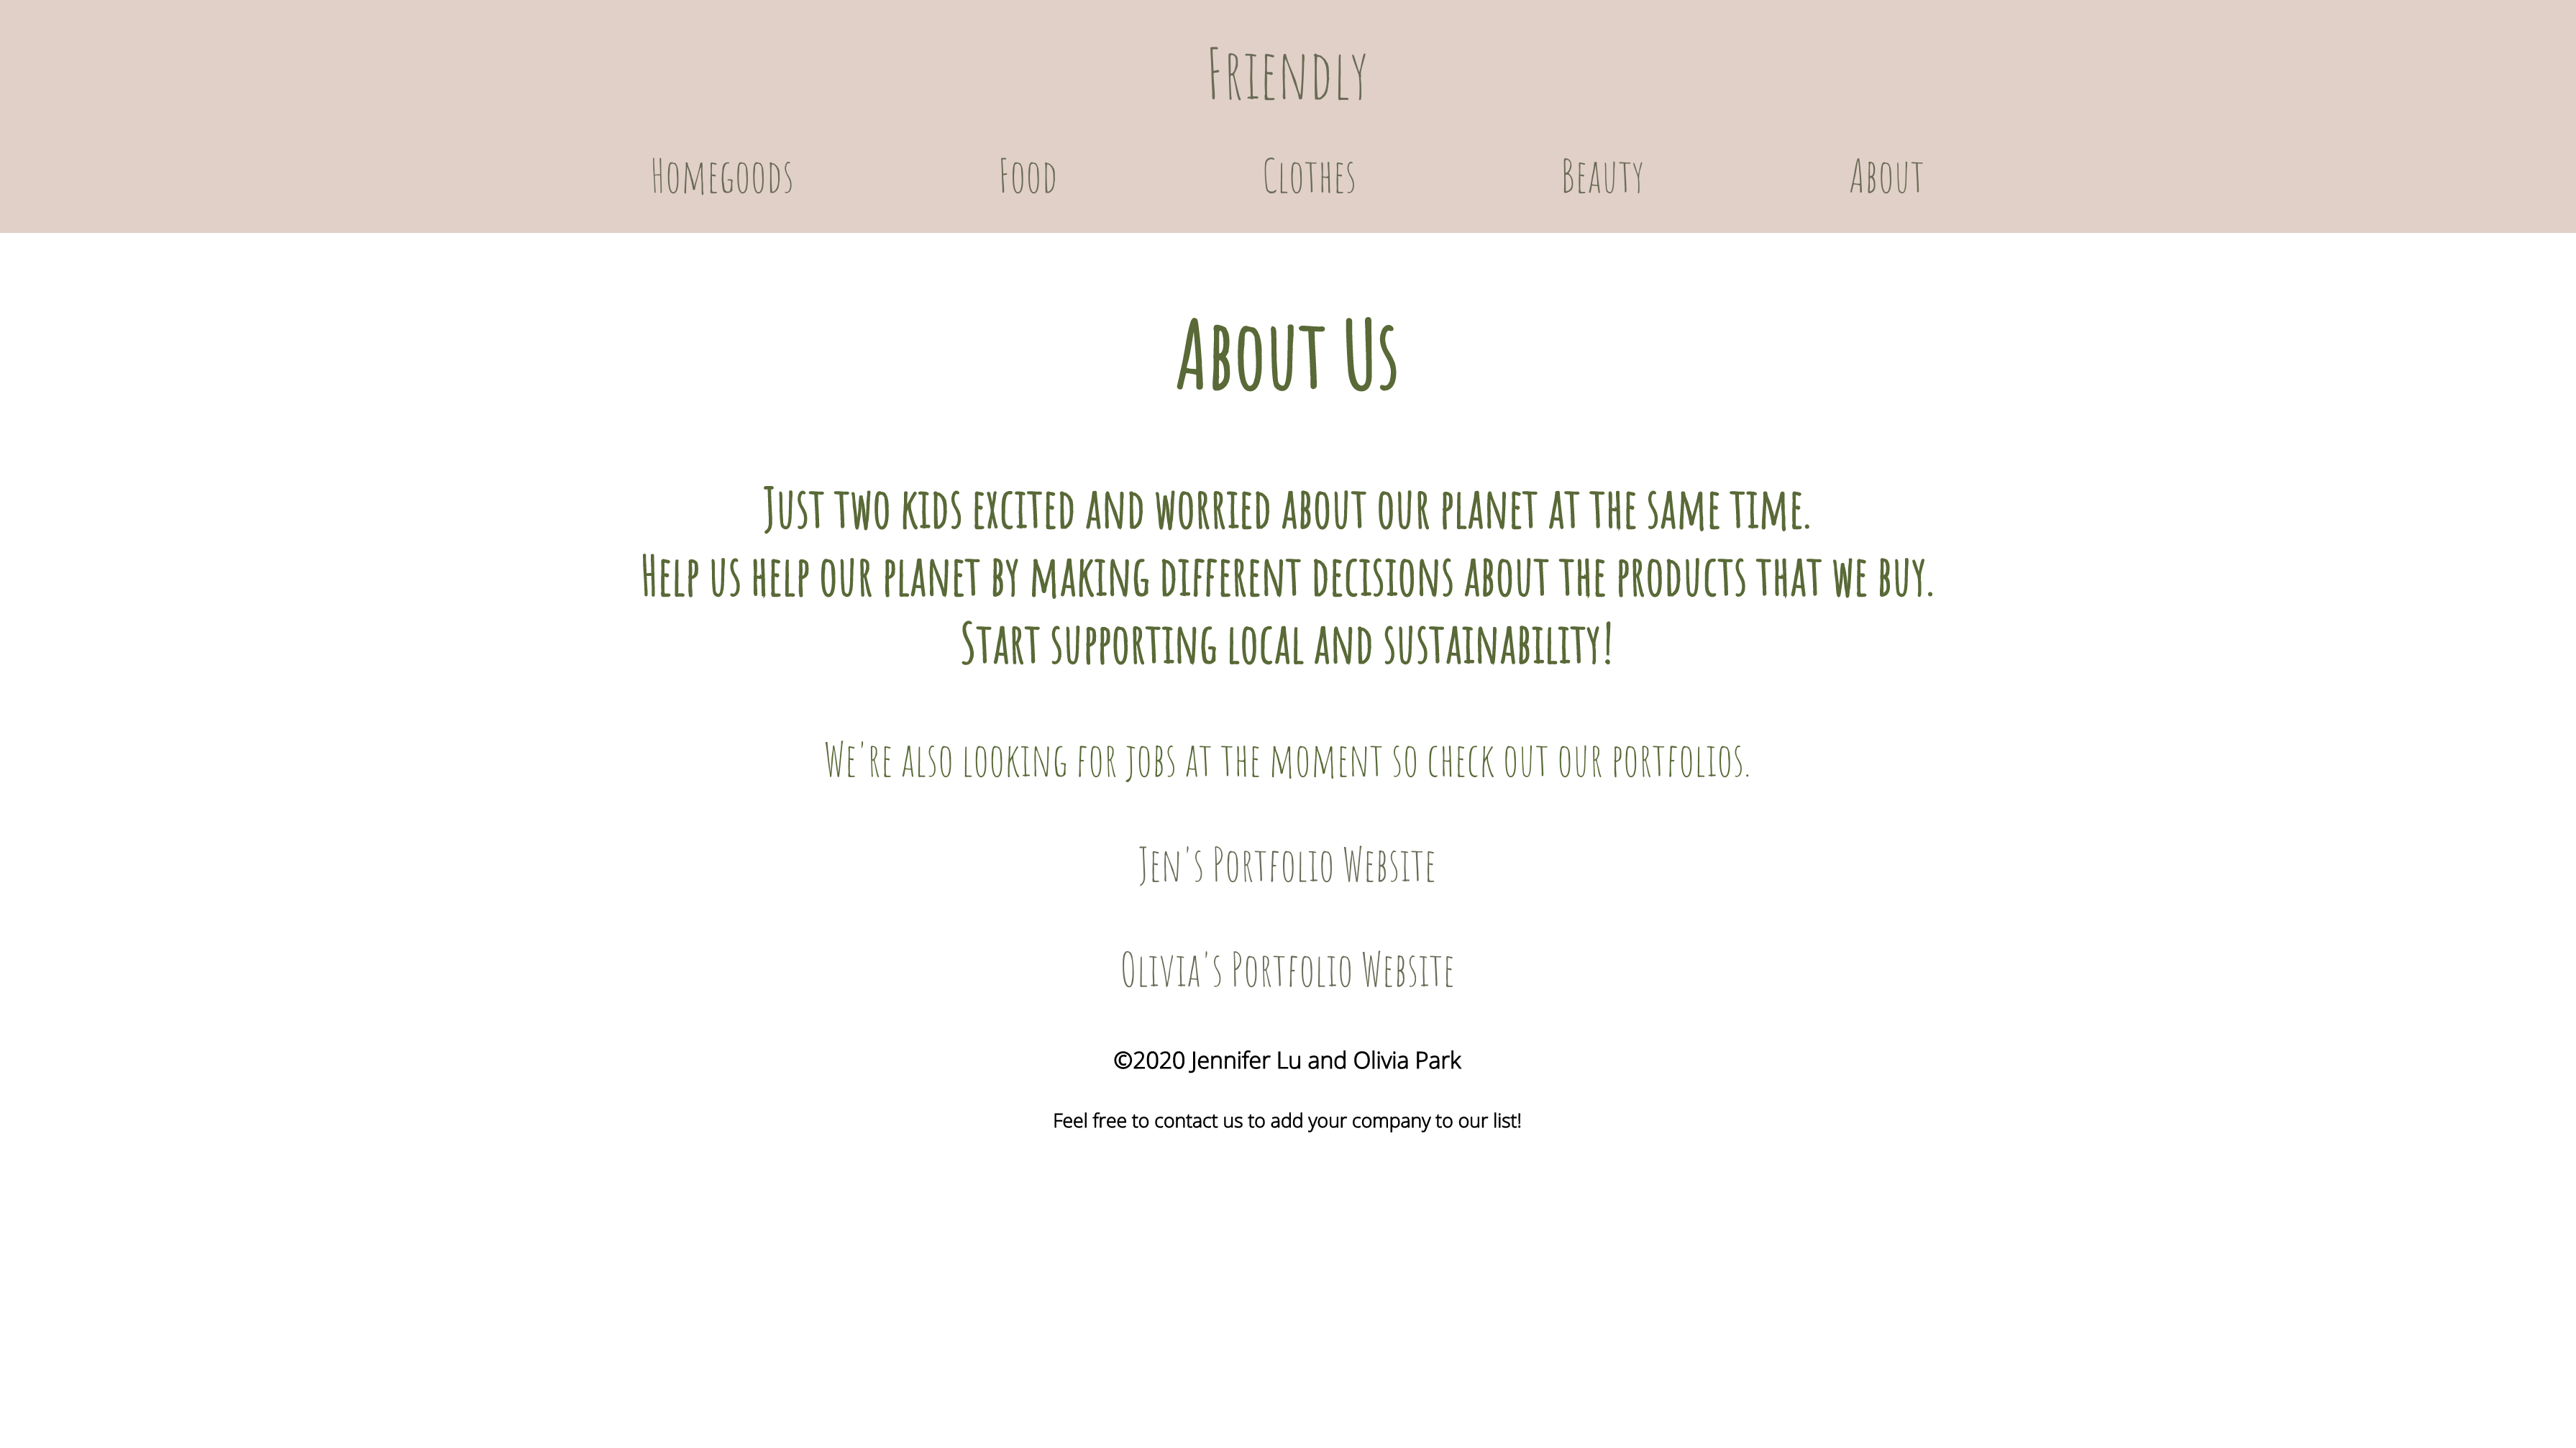 Friendly
Homegoods Food Clothes Beauty About
About Us
Just two kids excited and worried about our planet at the same time.
Help us help our planet by making different decisions about the products that we buy.
Start supporting local and sustainability!
We're also looking for jobs at the moment so check out our portfolios.
Jen's Portfolio Website
Olivia's Portfolio Website
©2020 Jennifer Lu and Olivia Park
Feel free to contact us to add your company to our list!